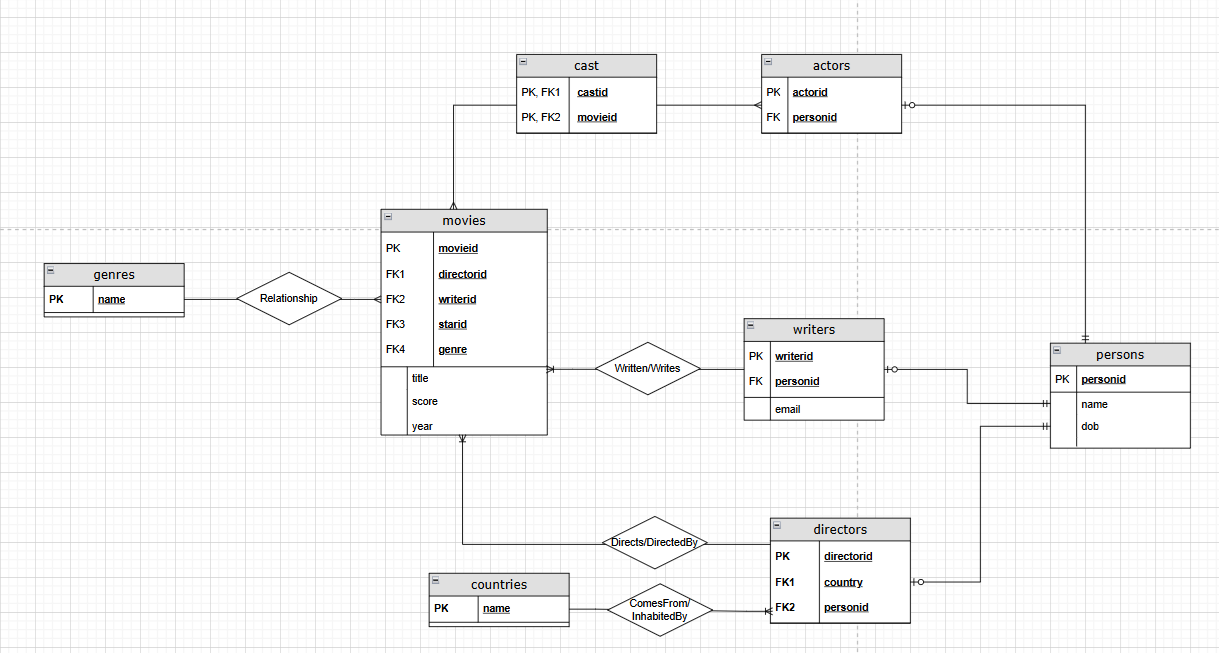 cast
PK, FK1 castid
PK, FK2 movieid
actors
PK actorid
FK personid
movies
PK movieid
FK1 directorid
FK2 writerid
FK3 starid
FK4 genre
title
score
year
genres
PK name
Relationship
Written/Writes
writers
PK writerid
FK personid
email
persons
PK personid
name
dob
Directs/DirectedBy
directors
PK directorid
FK1 country
FK2 personid
countries
PK name
ComesFrom/
InhabitedBy